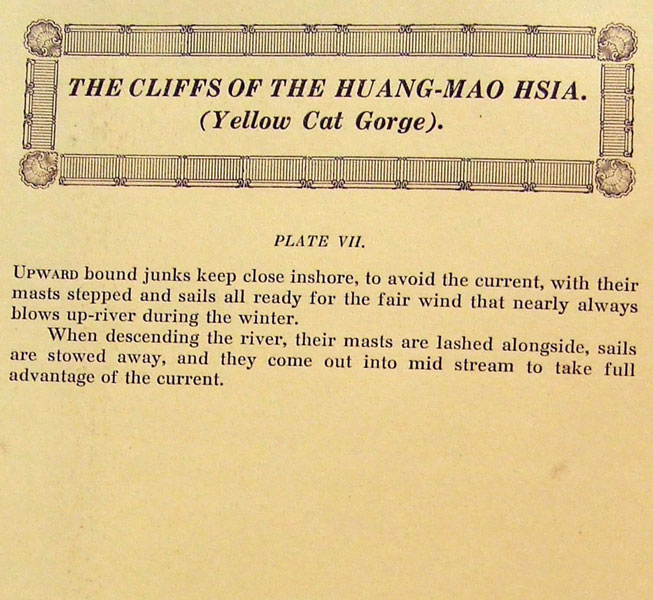 THE CLIFFS OF THE HUANG-MAO HSIA.
(Yellow Cat Gorge).
PLATE VII.
UPWARD bound junks keep close inshore, to avoid the current, with their
masts stepped and sails all ready for the fair wind that nearly always
blows up-river during the winter.
When descending the river, their masts are lashed alongside, sails
are stowed away, and they come out into mid stream to take full
advantage of the current.